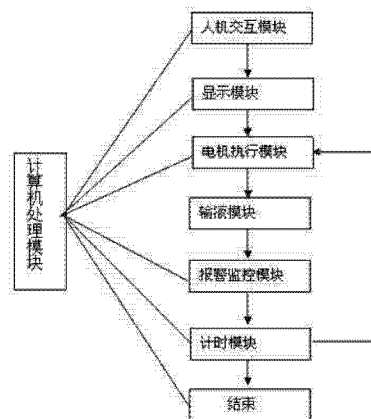 人机交互模块
显示模块
电机执行模块
计算机处理模块
输液模块
报警监控模块
计时模块
结束